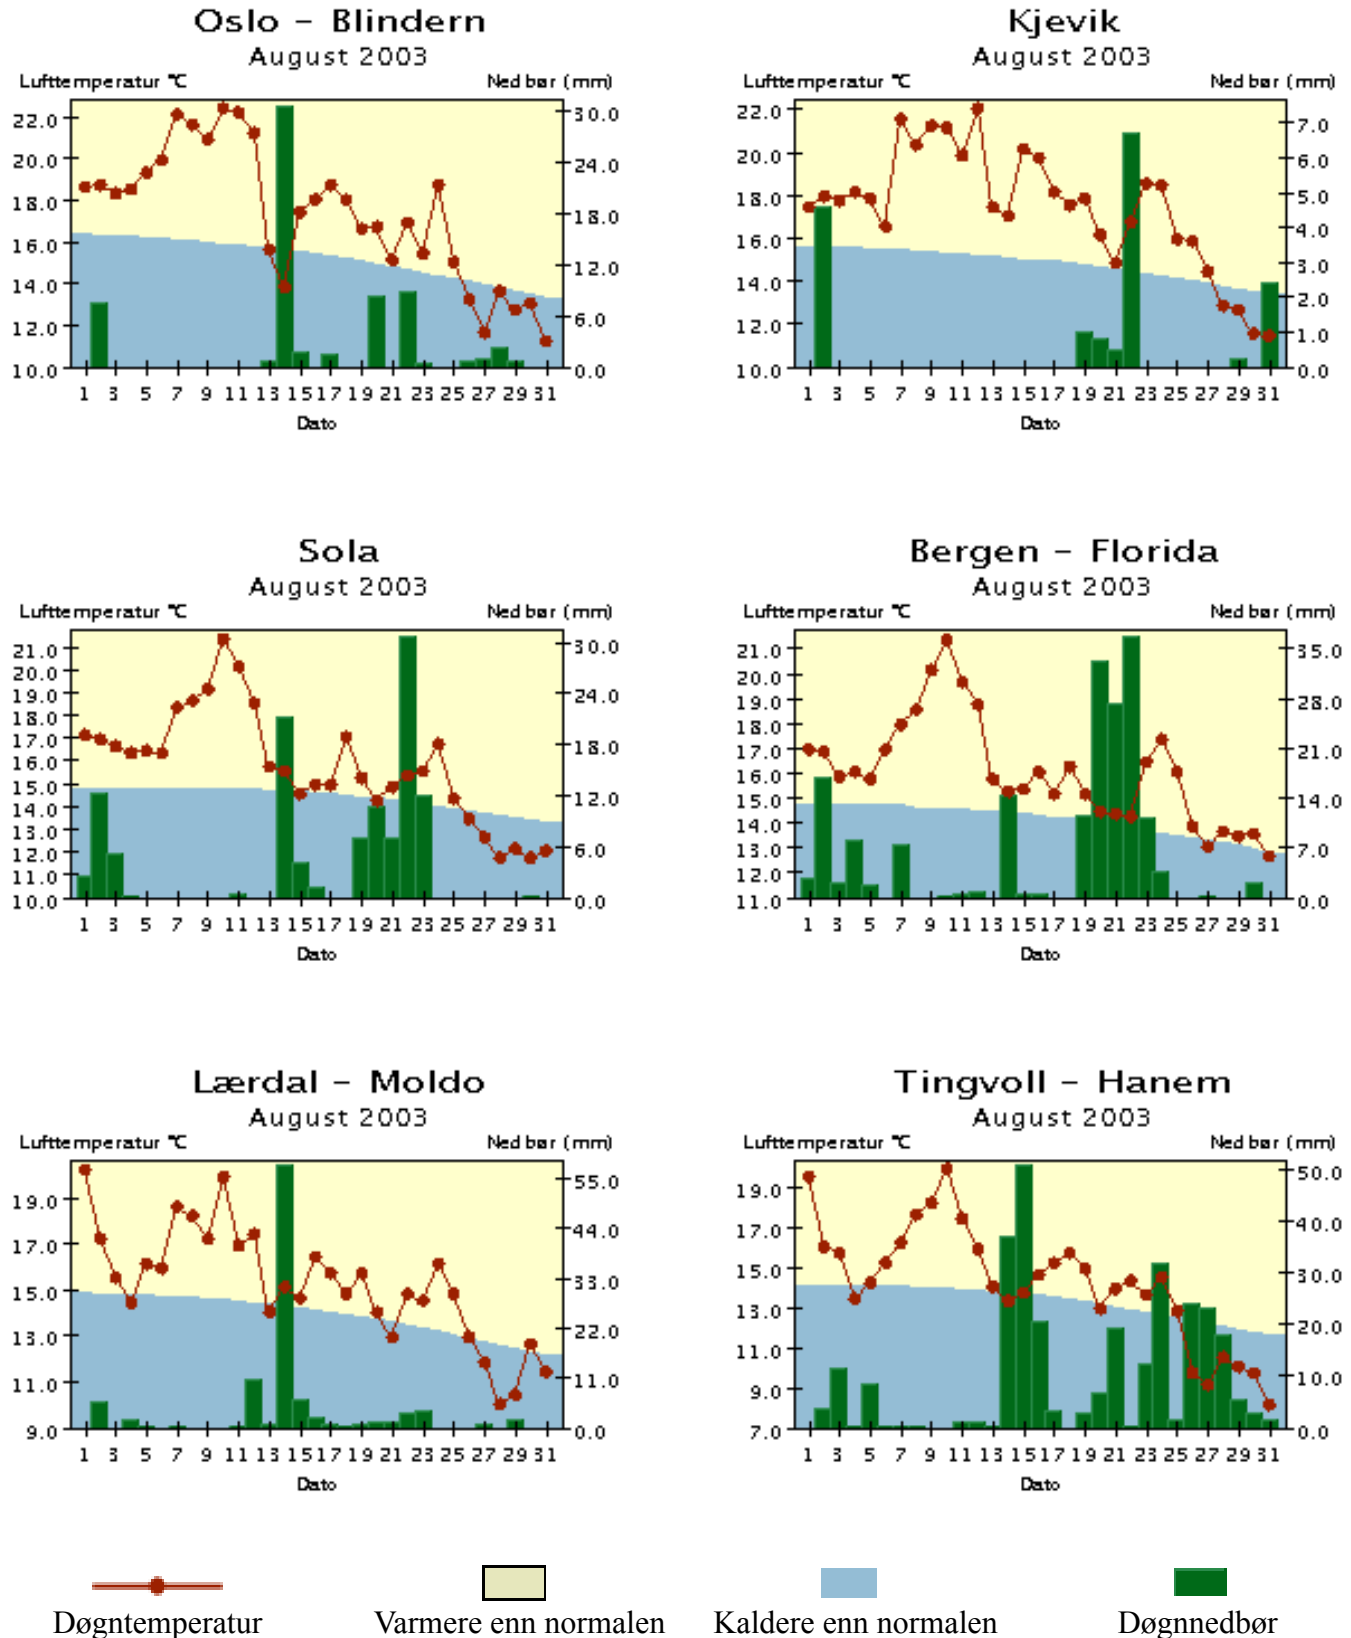 Oslo – Blindern
August 2003
Lufttemperatur °C Nedbør (mm)
22.0 30.0
20.0 24.0
18.0 18.0
16.0 12.0
14.0 6.0
12.0 0.0
10.0
1 3 5 7 9 11 13 15 17 19 21 23 25 27 29 31
Dato
Kjevik
August 2003
Lufttemperatur °C Nedbør (mm)
22.0 7.0
20.0 6.0
18.0 5.0
16.0 4.0
14.0 3.0
12.0 2.0
10.0 1.0
0.0
1 3 5 7 9 11 13 15 17 19 21 23 25 27 29 31
Dato
Sola
August 2003
Lufttemperatur °C Nedbør (mm)
21.0 30.0
20.0
19.0 24.0
18.0
17.0 18.0
16.0
15.0
14.0 12.0
13.0
12.0 6.0
11.0
10.0 0.0
1 3 5 7 9 11 13 15 17 19 21 23 25 27 29 31
Dato
Bergen – Florida
August 2003
Lufttemperatur °C Nedbør (mm)
21.0 35.0
20.0
19.0 28.0
18.0
17.0 21.0
16.0
15.0 14.0
14.0
13.0 7.0
12.0
11.0 0.0
1 3 5 7 9 11 13 15 17 19 21 23 25 27 29 31
Dato
Lærdal – Moldo
August 2003
Lufttemperatur °C Nedbør (mm)
19.0 55.0
17.0 44.0
15.0 33.0
13.0 22.0
11.0 11.0
9.0 0.0
1 3 5 7 9 11 13 15 17 19 21 23 25 27 29 31
Dato
Tingvoll – Hanem
August 2003
Lufttemperatur °C Nedbør (mm)
19.0 50.0
17.0 40.0
15.0 30.0
13.0 20.0
11.0 10.0
9.0 0.0
7.0
1 3 5 7 9 11 13 15 17 19 21 23 25 27 29 31
Dato
Døgntemperatur Varmere enn normalen Kaldere enn normalen Døgnnedbør